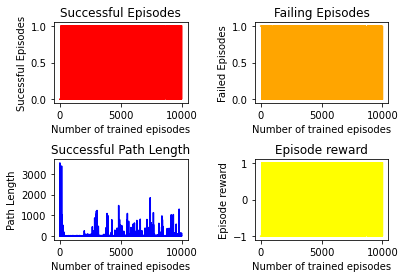 Successful Episodes
Sucessful Episodes
1.0
0.5
0.0
0
5000
10000
Number of trained episodes
Failing Episodes
Failed Episodes
1.0
0.5
0.0
0
5000
10000
Number of trained episodes
Successful Path Length
Path Length
3000
2000
1000
0
0
5000
10000
Number of trained episodes
Episode reward
Episode reward
1
0
−1
0
5000
10000
Number of trained episodes